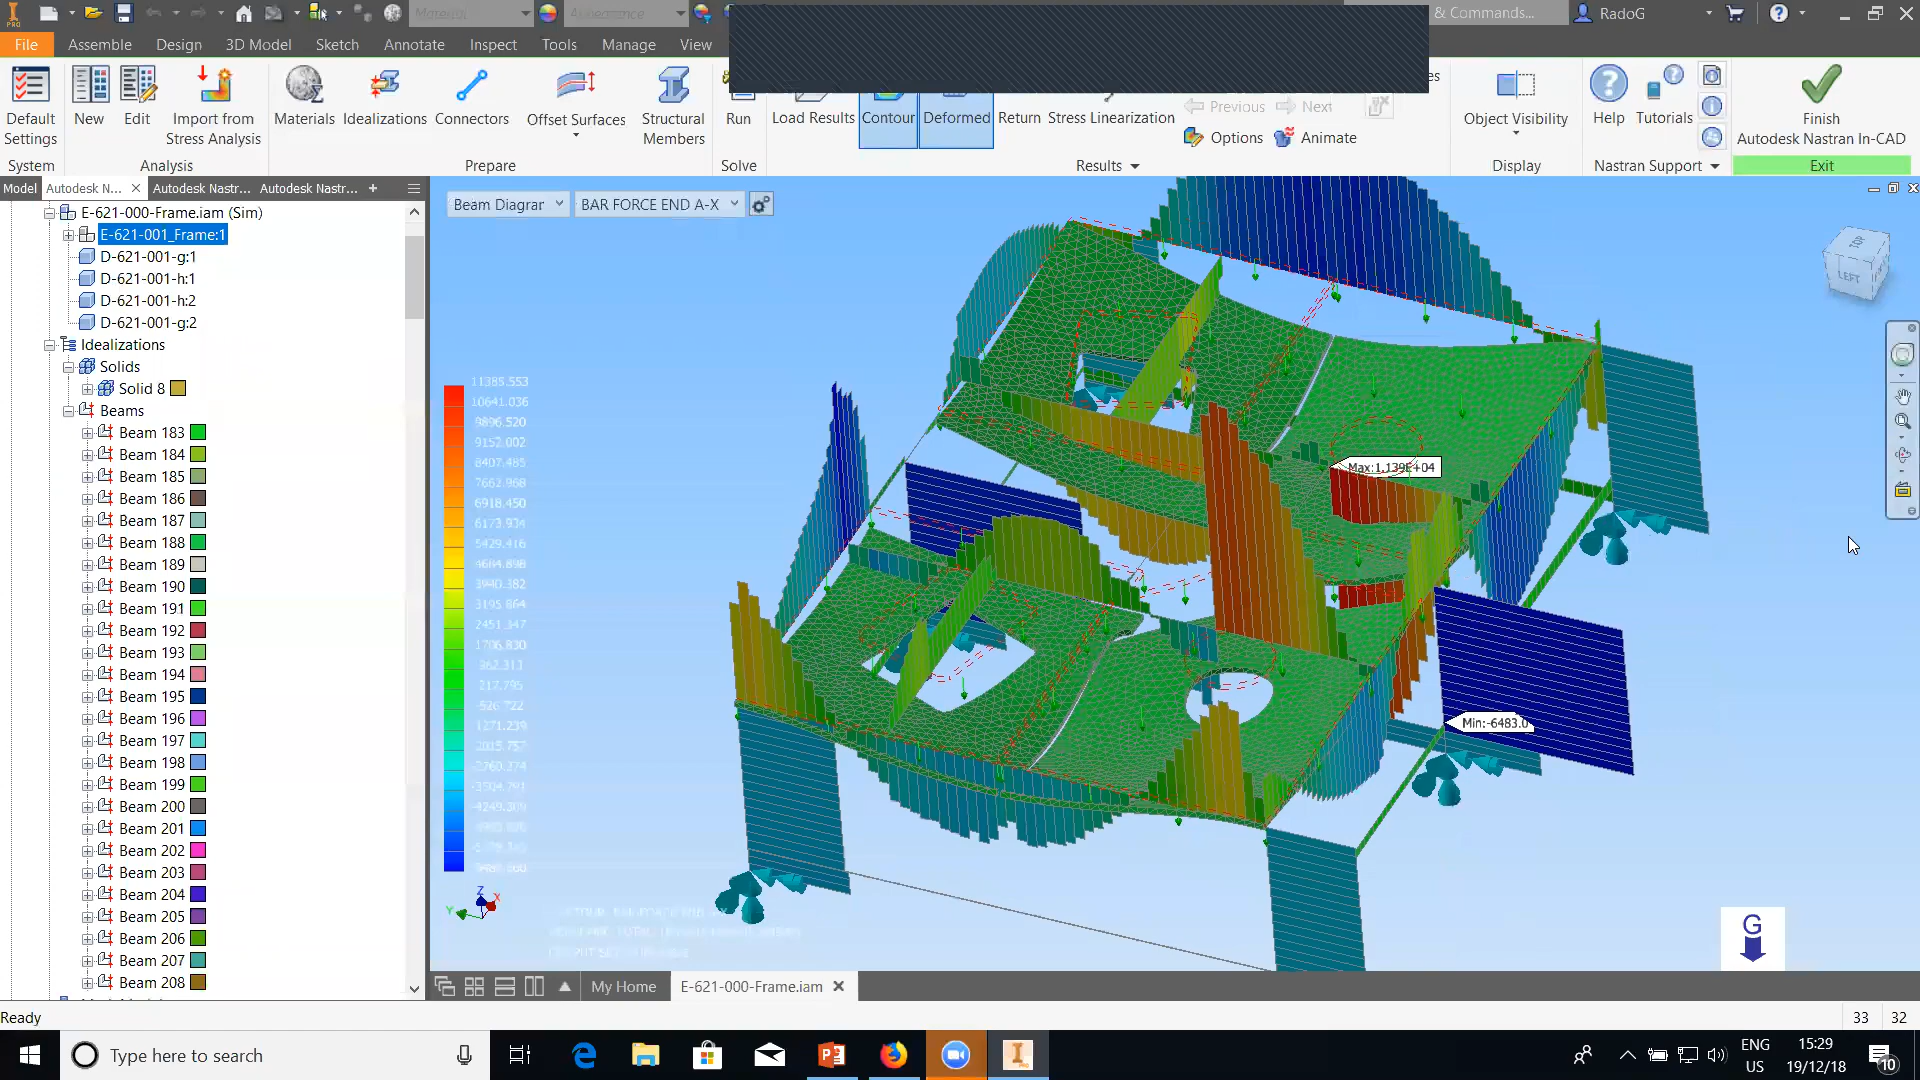 PRO
Material
Appearance
& Commands...
RadoG
File
Assemble
Design
3D Model
Sketch
Annotate
Inspect
Tools
Manage
View
Default Settings
New
Edit
Import from Stress Analysis
Materials
Idealizations
Connectors
Offset Surfaces
Structural Members
Run
Load Results
Contour
Deformed
Return
Stress Linearization
Previous
Next
Options
Animate
Object Visibility
Help
Tutorials
Finish
Autodesk Nastran In-CAD
System
Analysis
Prepare
Solve
Results
Display
Nastran Support
Exit
Model
Autodesk N...
Autodesk Nastr...
Autodesk Nastr...
Beam Diagrar
BAR FORCE END A-X
E-621-000-Frame.iam (Sim)
E-621-001_Frame:1
D-621-001-g:1
D-621-001-h:1
D-621-001-h:2
D-621-001-g:2
Idealizations
Solids
Solid 8
Beams
Beam 183
Beam 184
Beam 185
Beam 186
Beam 187
Beam 188
Beam 189
Beam 190
Beam 191
Beam 192
Beam 193
Beam 194
Beam 195
Beam 196
Beam 197
Beam 198
Beam 199
Beam 200
Beam 201
Beam 202
Beam 203
Beam 204
Beam 205
Beam 206
Beam 207
Beam 208
11385.553
10641.036
9896.520
9152.002
8407.485
7662.968
6918.450
6173.934
5429.416
4684.898
3940.382
3195.864
2451.347
1706.830
962.313
217.795
-526.722
-1271.239
-2015.757
-2760.274
-3504.791
-4249.309
Max:1.139E+04
Min:-6483.0
TOP
LEFT
Z
X
Y
G
My Home
E-621-000-Frame.iam
Ready
33
32
Type here to search
ENG
US
15:29
19/12/18
10